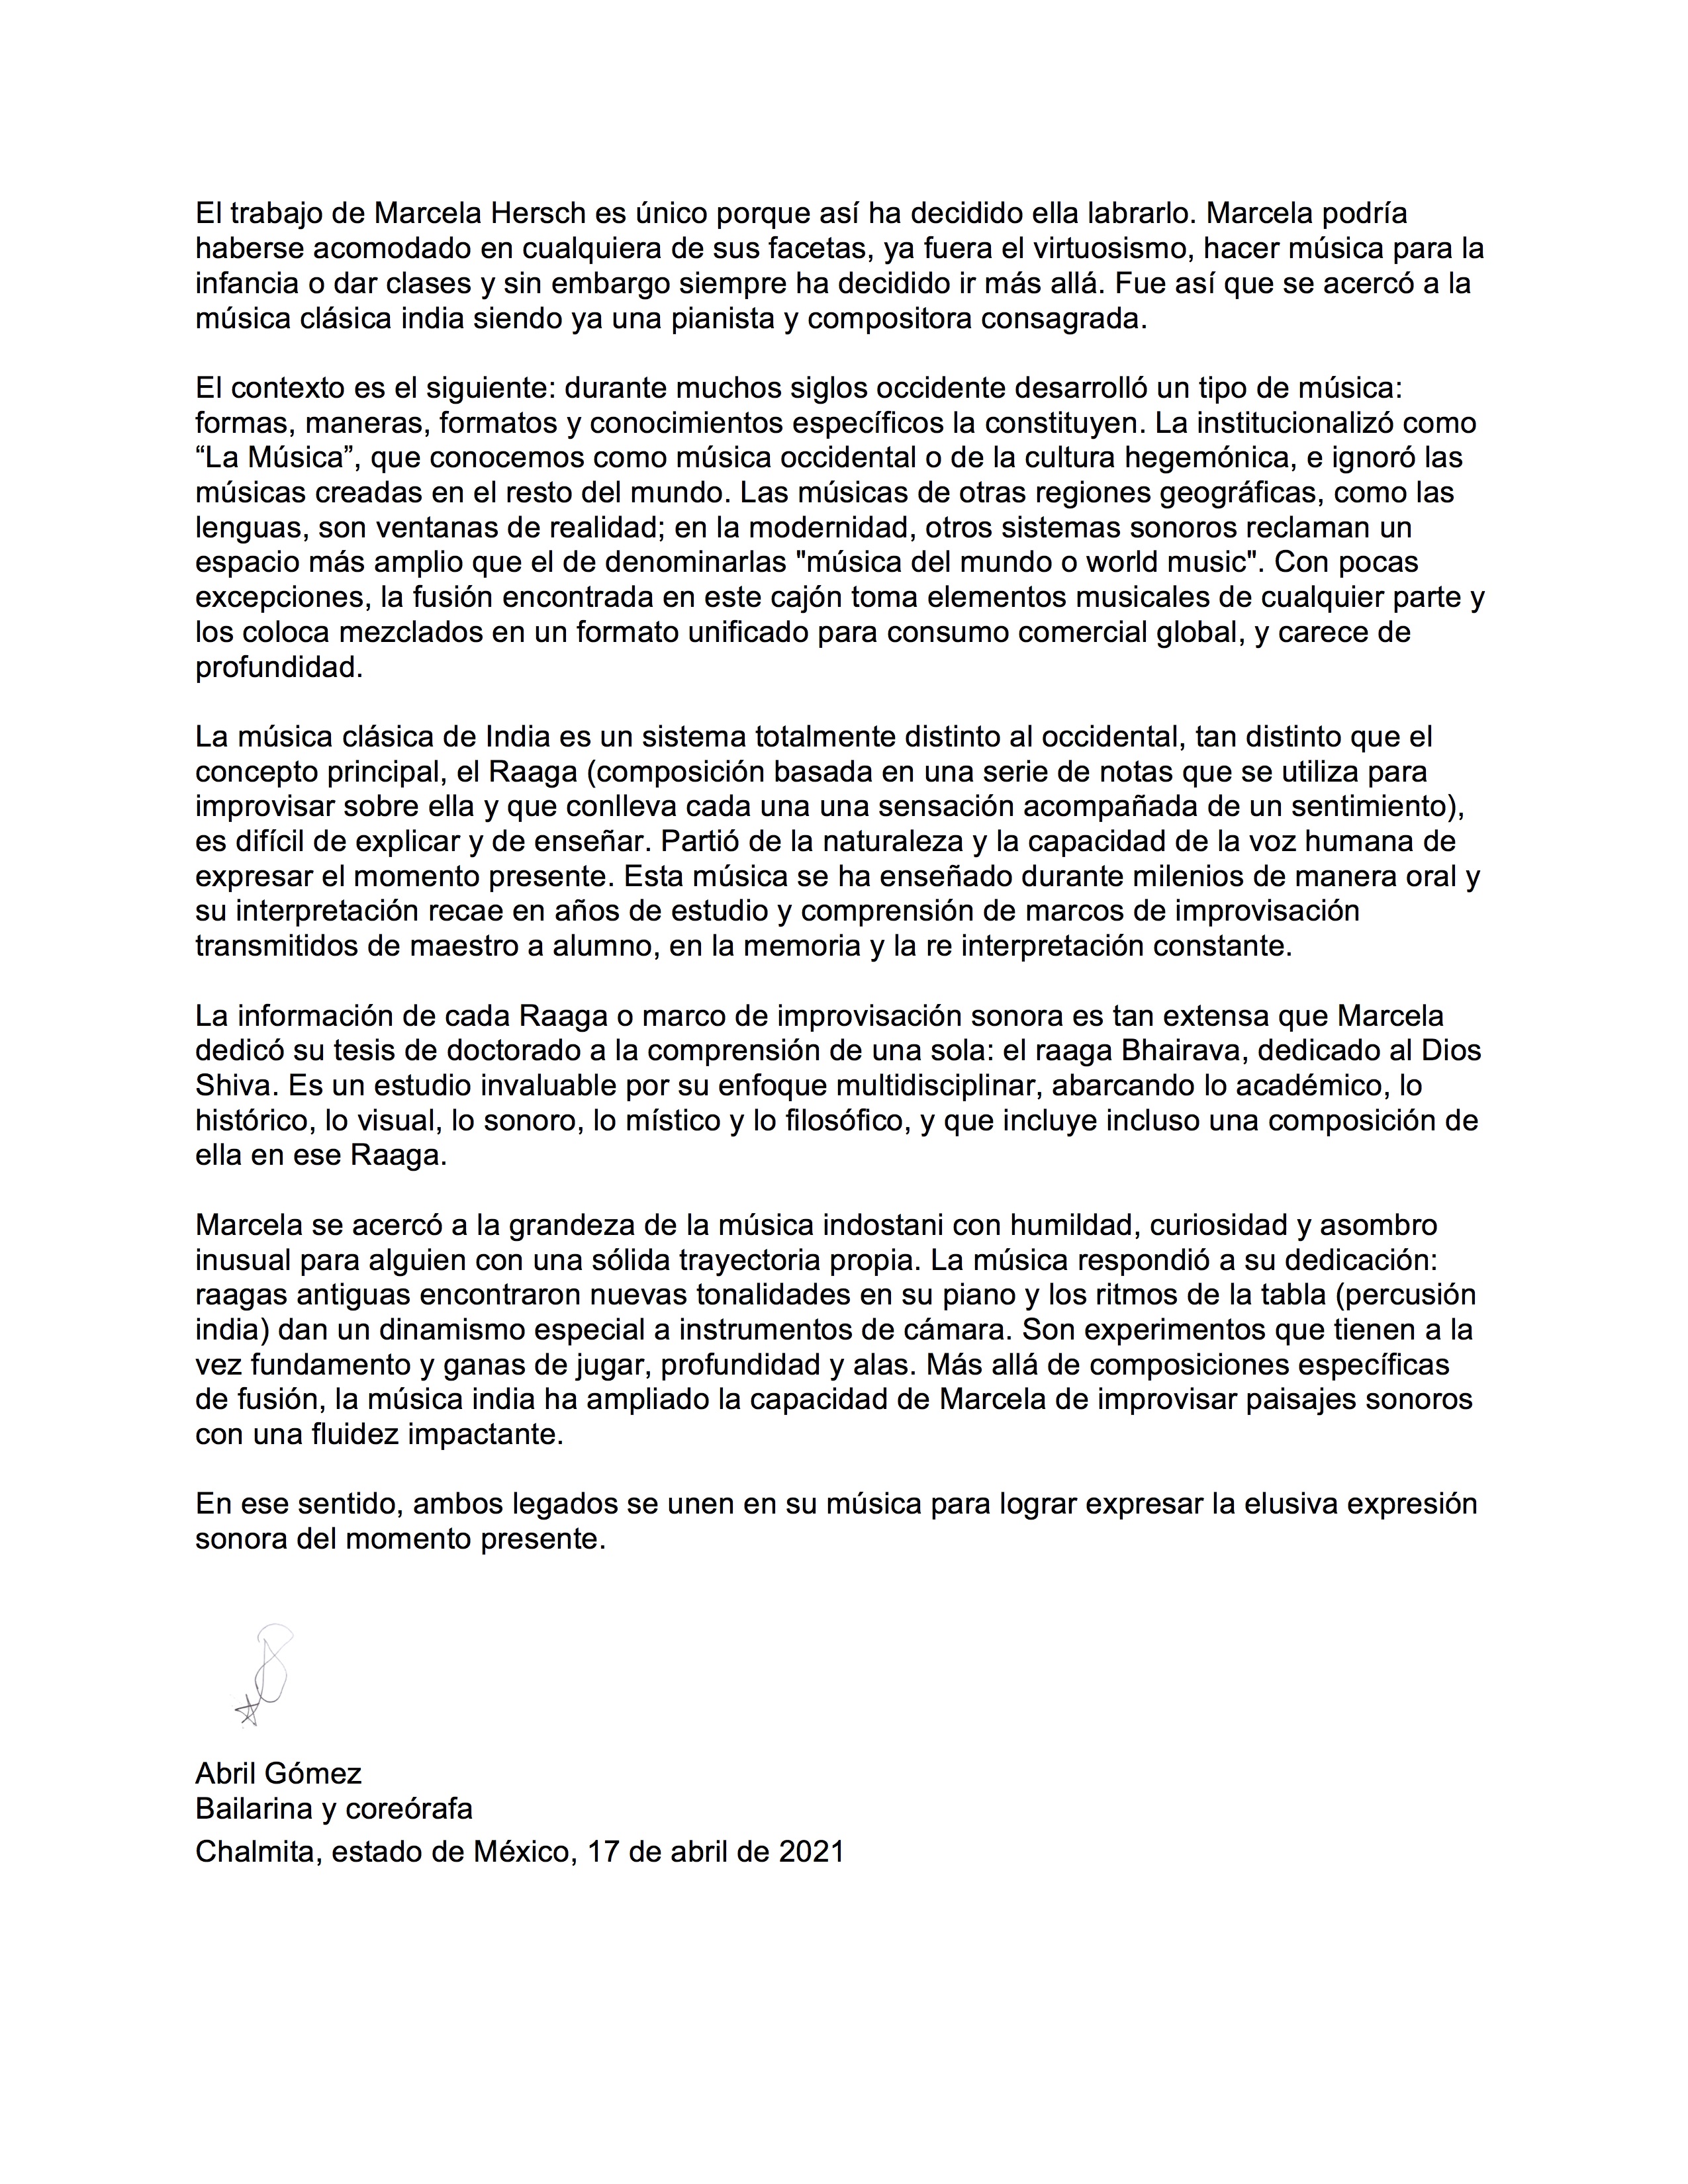 El trabajo de Marcela Hersch es único porque así ha decidido ella labrarlo. Marcela podría
haberse acomodado en cualquiera de sus facetas, ya fuera el virtuosismo, hacer música para la
infancia o dar clases y sin embargo siempre ha decidido ir más allá. Fue así que se acercó a la
música clásica india siendo ya una pianista y compositora consagrada.
El contexto es el siguiente: durante muchos siglos occidente desarrolló un tipo de música:
formas, maneras, formatos y conocimientos específicos la constituyen. La institucionalizó como
“La Música”, que conocemos como música occidental o de la cultura hegemónica, e ignoró las
músicas creadas en el resto del mundo. Las músicas de otras regiones geográficas, como las
lenguas, son ventanas de realidad; en la modernidad, otros sistemas sonoros reclaman un
espacio más amplio que el de denominarlas "música del mundo o world music". Con pocas
excepciones, la fusión encontrada en este cajón toma elementos musicales de cualquier parte y
los coloca mezclados en un formato unificado para consumo comercial global, y carece de
profundidad.
La música clásica de India es un sistema totalmente distinto al occidental, tan distinto que el
concepto principal, el Raaga (composición basada en una serie de notas que se utiliza para
improvisar sobre ella y que conlleva cada una una sensación acompañada de un sentimiento),
es difícil de explicar y de enseñar. Partió de la naturaleza y la capacidad de la voz humana de
expresar el momento presente. Esta música se ha enseñado durante milenios de manera oral y
su interpretación recae en años de estudio y comprensión de marcos de improvisación
transmitidos de maestro a alumno, en la memoria y la re interpretación constante.
La información de cada Raaga o marco de improvisación sonora es tan extensa que Marcela
dedicó su tesis de doctorado a la comprensión de una sola: el raaga Bhairava, dedicado al Dios
Shiva. Es un estudio invaluable por su enfoque multidisciplinar, abarcando lo académico, lo
histórico, lo visual, lo sonoro, lo místico y lo filosófico, y que incluye incluso una composición de
ella en ese Raaga.
Marcela se acercó a la grandeza de la música indostani con humildad, curiosidad y asombro
inusual para alguien con una sólida trayectoria propia. La música respondió a su dedicación:
raagas antiguas encontraron nuevas tonalidades en su piano y los ritmos de la tabla (percusión
india) dan un dinamismo especial a instrumentos de cámara. Son experimentos que tienen a la
vez fundamento y ganas de jugar, profundidad y alas. Más allá de composiciones específicas
de fusión, la música india ha ampliado la capacidad de Marcela de improvisar paisajes sonoros
con una fluidez impactante.
En ese sentido, ambos legados se unen en su música para lograr expresar la elusiva expresión
sonora del momento presente.
Abril Gómez
Bailarina y coreórafa
Chalmita, estado de México, 17 de abril de 2021